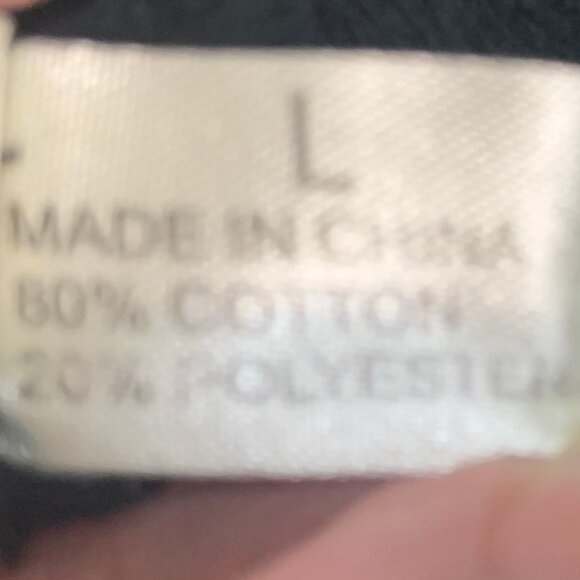 L
MADE IN CHINA
80% COTTON
20% POLYESTER